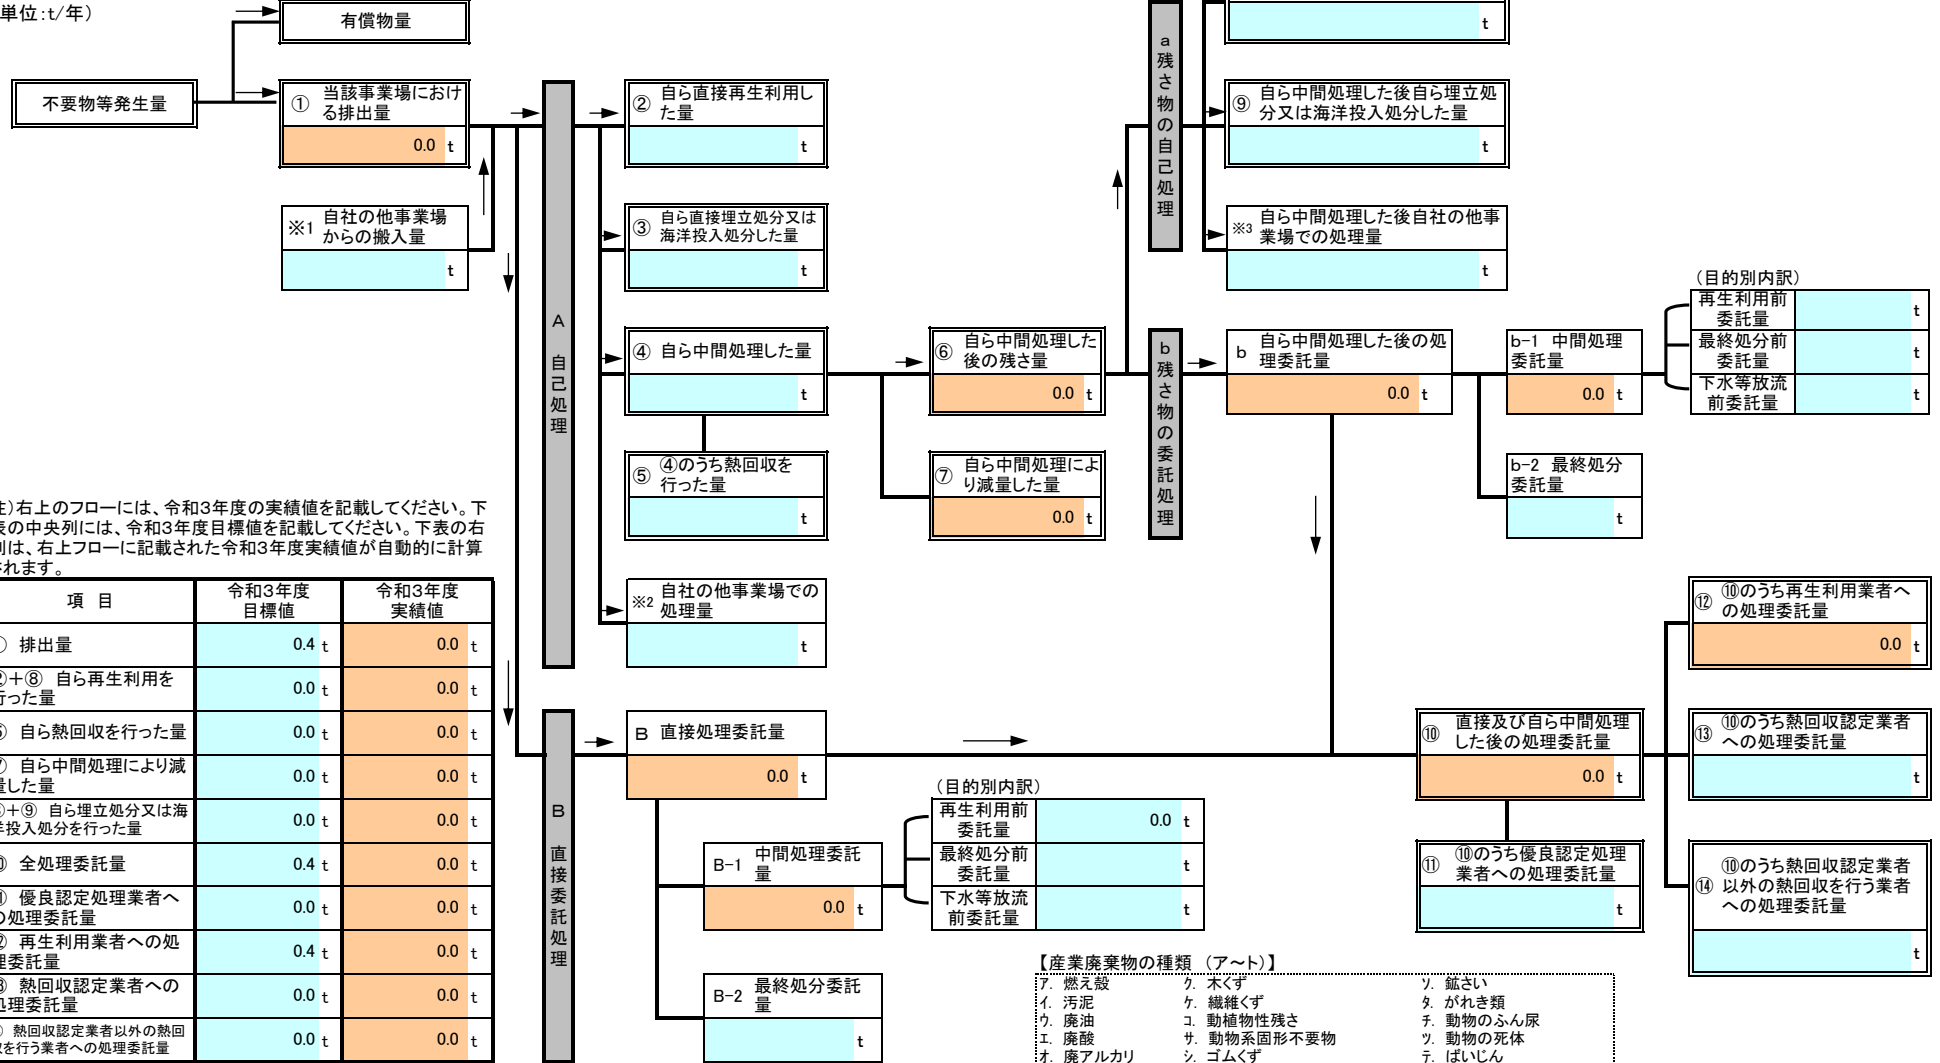 単位:t/年)
有償物量
不要物等発生量
① 当該事業場におけ
る排出量
0.0 t
※1 自社の他事業場
からの搬入量
t
A 自己処理
② 自ら直接再生利用し
た量
t
③ 自ら直接埋立処分又は
海洋投入処分した量
t
④ 自ら中間処理した量
t
⑤ ④のうち熱回収を
行った量
t
※2 自社の他事業場での
処理量
t
⑥ 自ら中間処理した
後の残さ量
0.0 t
⑦ 自ら中間処理によ
り減量した量
0.0 t
a 残さ物の自己処理
t
⑨ 自ら中間処理した後自ら埋立処
分又は海洋投入処分した量
t
※3 自ら中間処理した後自社の他事
業場での処理量
t
b 残さ物の委託処理
b 自ら中間処理した後の処
理委託量
0.0 t
b-1 中間処理
委託量
0.0 t
b-2 最終処分
委託量
t
(目的別内訳)
再生利用前
委託量 t
最終処分前
委託量 t
下水等放流
前委託量 t
)右上のフローには、令和3年度の実績値を記載してください。下
の中央列には、令和3年度目標値を記載してください。下表の右
は、右上フローに記載された令和3年度実績値が自動的に計算
れます。
項 目 令和3年度
目標値 令和3年度
実績値
排出量 0.4 t 0.0 t
+⑧ 自ら再生利用を
った量 0.0 t 0.0 t
自ら熱回収を行った量 0.0 t 0.0 t
自ら中間処理により減
した量 0.0 t 0.0 t
+⑨ 自ら埋立処分又は海
投入処分を行った量 0.0 t 0.0 t
全処理委託量 0.4 t 0.0 t
優良認定処理業者へ
の処理委託量 0.0 t 0.0 t
再生利用業者への処
理委託量 0.4 t 0.0 t
熱回収認定業者への
処理委託量 0.0 t 0.0 t
熱回収認定業者以外の熱回
収を行う業者への処理委託量 0.0 t 0.0 t
B 直接委託処理
B 直接処理委託量
0.0 t
B-1 中間処理委託
量
0.0 t
B-2 最終処分委託
量
t
(目的別内訳)
再生利用前
委託量 0.0 t
最終処分前
委託量 t
下水等放流
前委託量 t
⑩ 直接及び自ら中間処理
した後の処理委託量
0.0 t
⑪ ⑩のうち優良認定処理
業者への処理委託量
t
⑫ ⑩のうち再生利用業者へ
の処理委託量
0.0 t
⑬ ⑩のうち熱回収認定業者
への処理委託量
t
⑭ ⑩のうち熱回収認定業者
以外の熱回収を行う業者
への処理委託量
t
【産業廃棄物の種類 (ア~ト)】
ア. 燃え殻 ク. 木くず ソ. 鉱さい
イ. 汚泥 ケ. 繊維くず タ. がれき類
ウ. 廃油 コ. 動植物性残さ チ. 動物のふん尿
エ. 廃酸 サ. 動物系固形不要物 ツ. 動物の死体
オ. 廃アルカリ シ. ゴムくず テ. ばいじん